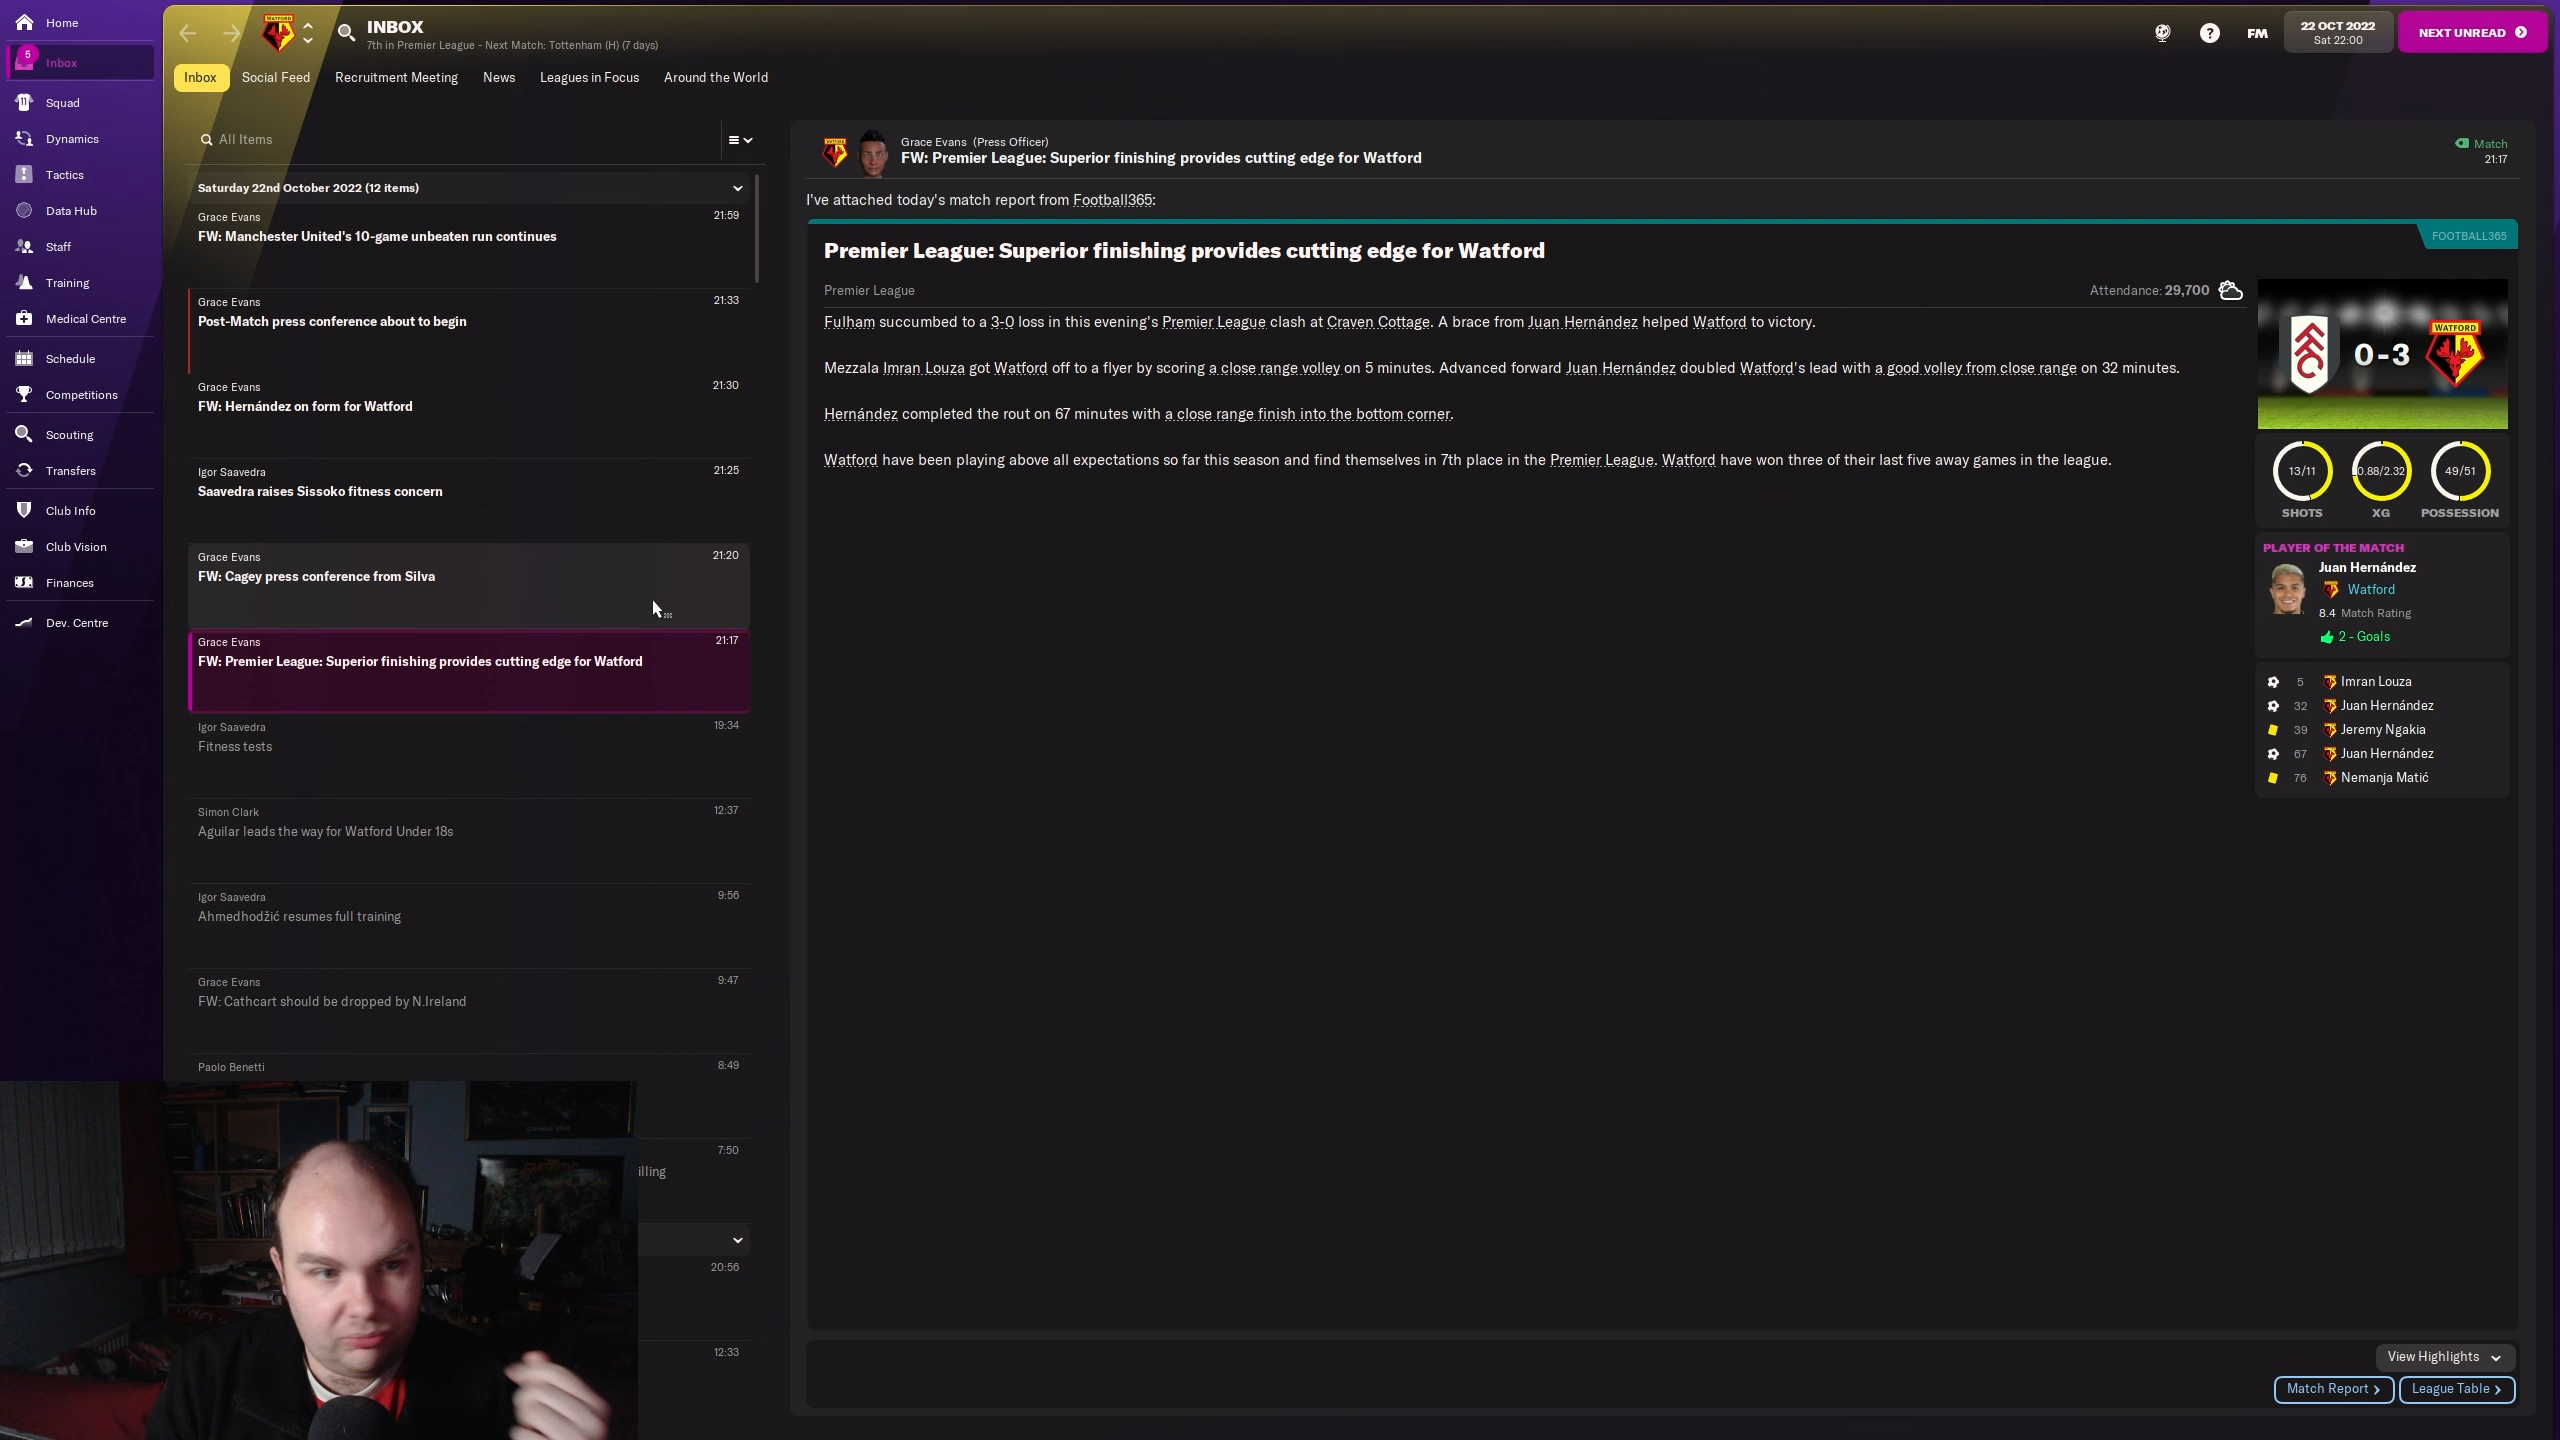 Home
5
Inbox
Squad
Dynamics
Tactics
Data Hub
Staff
Training
Medical Centre
Schedule
Competitions
Scouting
Transfers
Club Info
Club Vision
Finances
Dev. Centre
WATFORD
INBOX
7th in Premier League - Next Match: Tottenham (H) (7 days)
?
FM
22 OCT 2022
Sat 22:00
NEXT UNREAD
Inbox Social Feed Recruitment Meeting News Leagues in Focus Around the World
All Items
Saturday 22nd October 2022 (12 items)
Grace Evans 21:59
FW: Manchester United's 10-game unbeaten run continues
Grace Evans 21:33
Post-Match press conference about to begin
Grace Evans 21:30
FW: Hernández on form for Watford
Igor Saavedra 21:25
Saavedra raises Sissoko fitness concern
Grace Evans 21:20
FW: Cagey press conference from Silva
Grace Evans 21:17
FW: Premier League: Superior finishing provides cutting edge for Watford
Igor Saavedra 19:34
Fitness tests
Simon Clark 12:37
Aguilar leads the way for Watford Under 18s
Igor Saavedra 9:56
Ahmedhodžić resumes full training
Grace Evans 9:47
FW: Cathcart should be dropped by N.Ireland
Paolo Benetti 8:49
7:50
illing
20:56
12:33
Grace Evans (Press Officer)
FW: Premier League: Superior finishing provides cutting edge for Watford
Match
21:17
I've attached today's match report from Football365:
FOOTBALL365
Premier League: Superior finishing provides cutting edge for Watford
Premier League Attendance: 29,700
Fulham succumbed to a 3-0 loss in this evening's Premier League clash at Craven Cottage. A brace from Juan Hernández helped Watford to victory.
Mezzala Imran Louza got Watford off to a flyer by scoring a close range volley on 5 minutes. Advanced forward Juan Hernández doubled Watford's lead with a good volley from close range on 32 minutes.
Hernández completed the rout on 67 minutes with a close range finish into the bottom corner.
Watford have been playing above all expectations so far this season and find themselves in 7th place in the Premier League. Watford have won three of their last five away games in the league.
FFC
0-3
WATFORD
13/11 0.88/2.32 49/51
SHOTS XG POSSESSION
PLAYER OF THE MATCH
Juan Hernández
Watford
8.4 Match Rating
2 - Goals
5 Imran Louza
32 Juan Hernández
39 Jeremy Ngakia
67 Juan Hernández
76 Nemanja Matić
View Highlights
Match Report
League Table